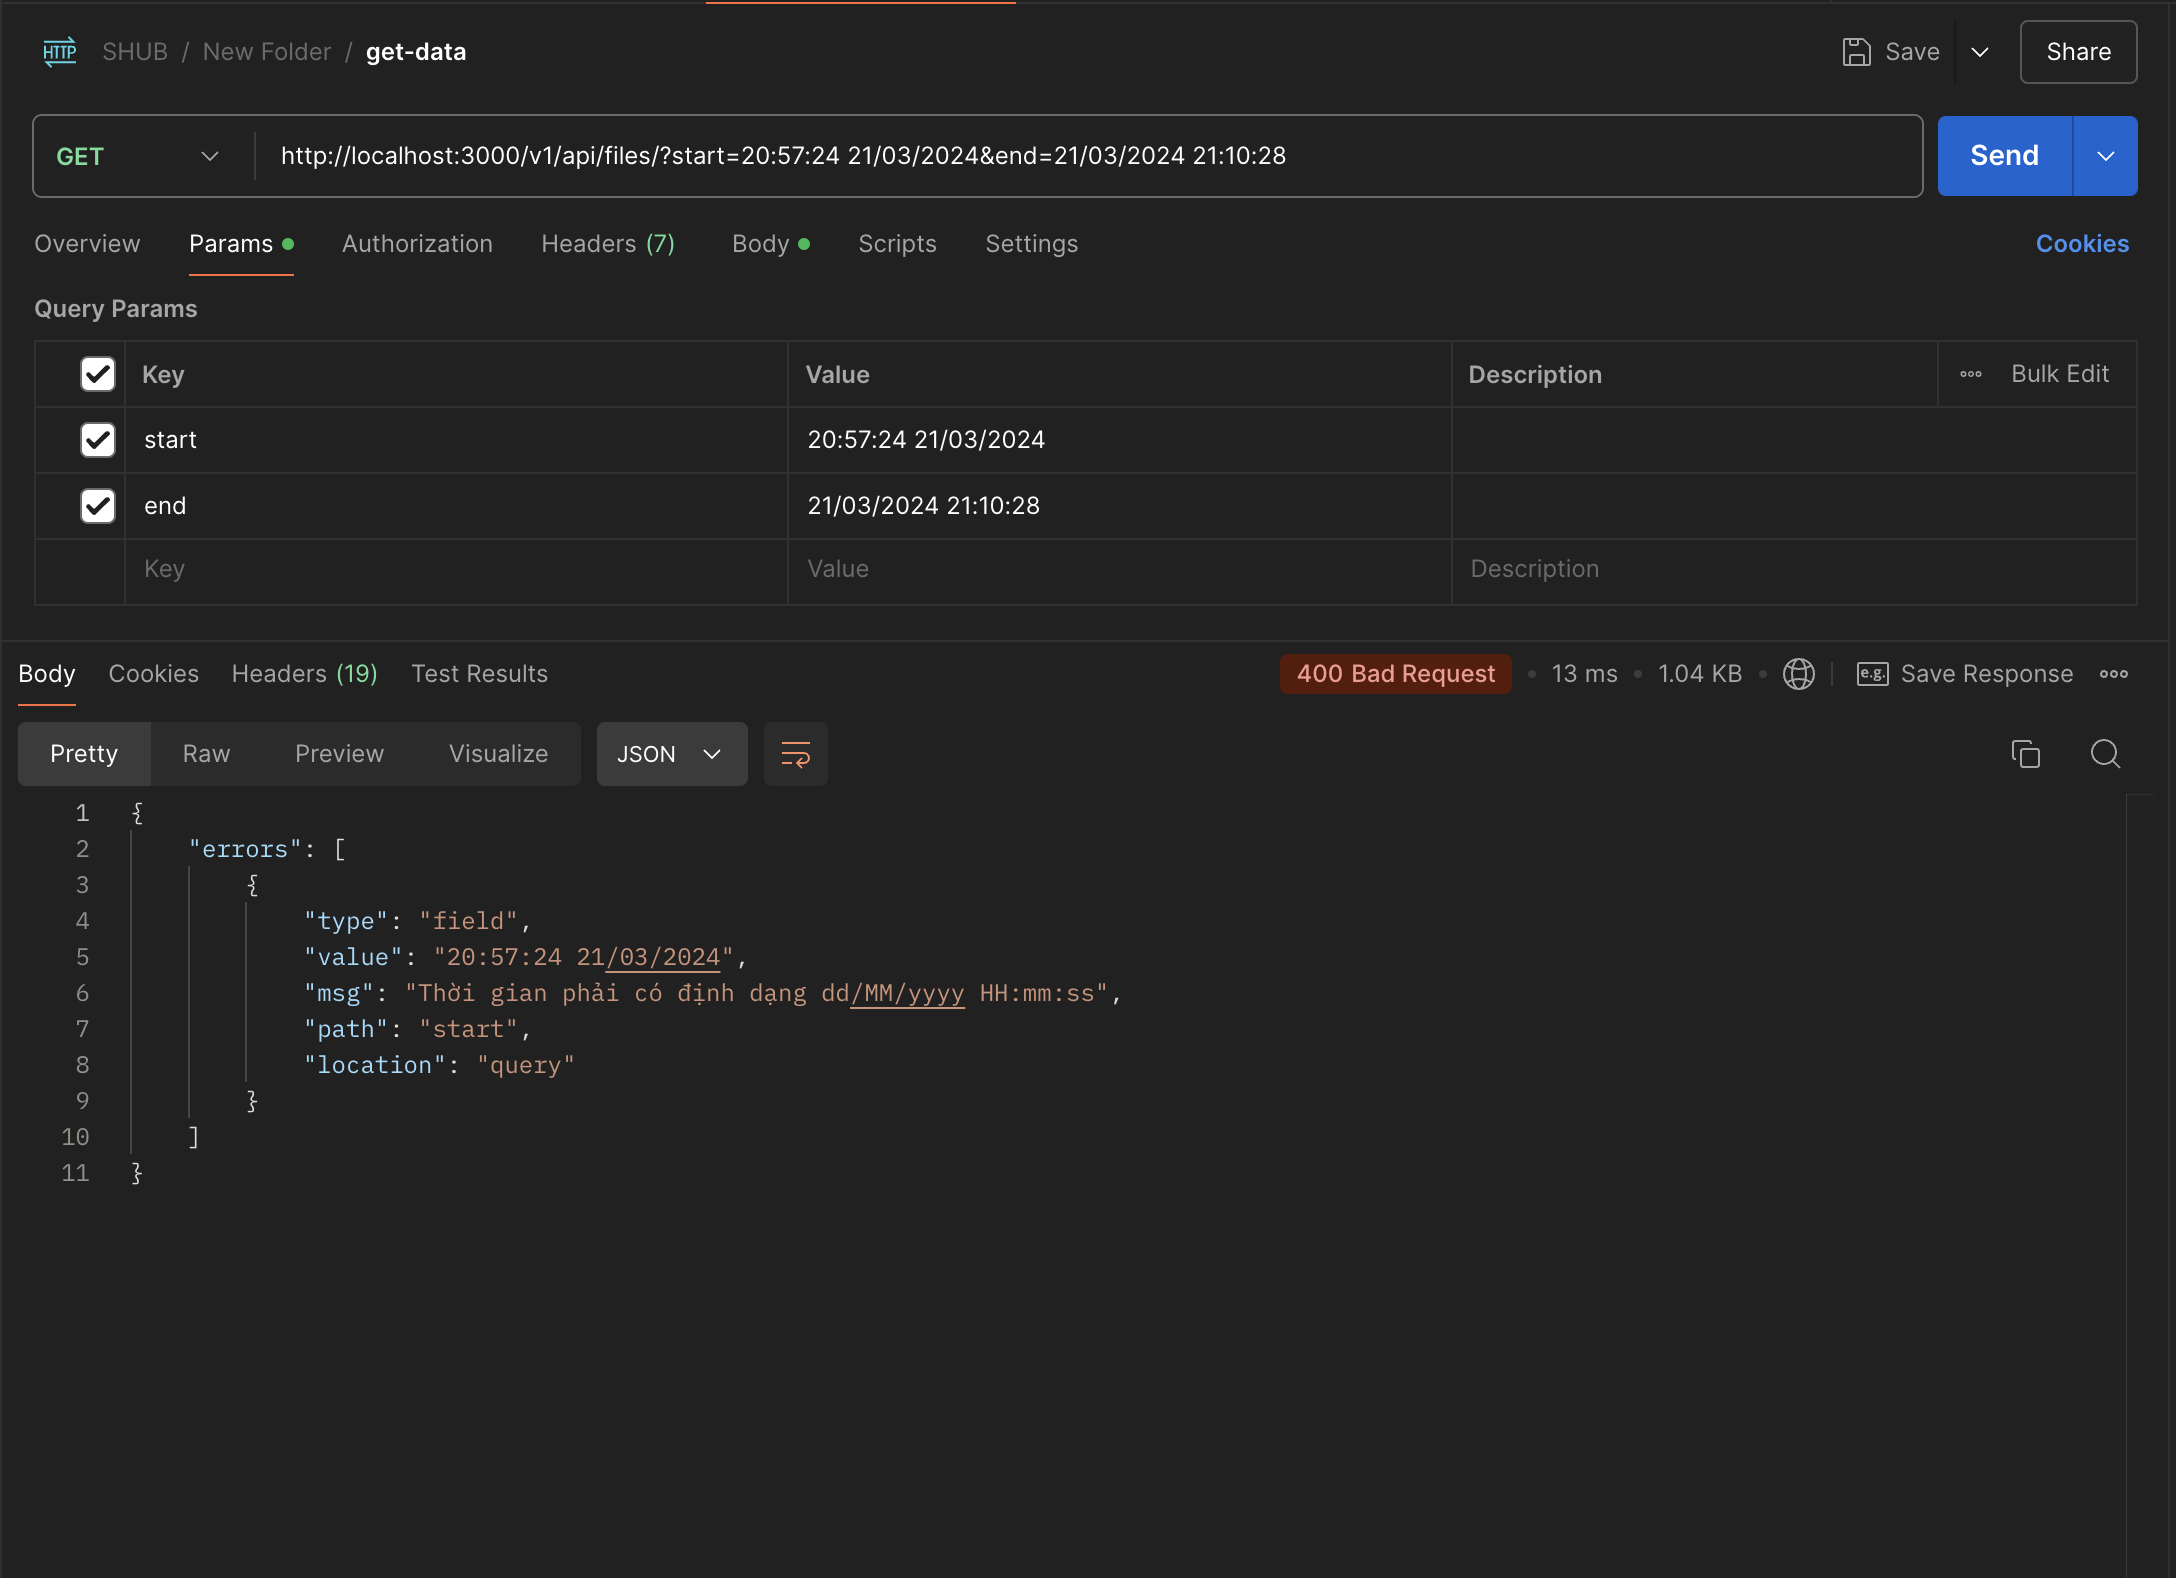 HTTP SHUB / New Folder / get-data Save Share
GET http://localhost:3000/v1/api/files/?start=20:57:24 21/03/2024&end=21/03/2024 21:10:28 Send
Overview Params Authorization Headers (7) Body Scripts Settings Cookies
Query Params
Key Value Description Bulk Edit
start 20:57:24 21/03/2024
end 21/03/2024 21:10:28
Key Value Description
Body Cookies Headers (19) Test Results 400 Bad Request 13 ms 1.04 KB e.g. Save Response
Pretty Raw Preview Visualize JSON
1 {
2 "errors": [
3 {
4 "type": "field",
5 "value": "20:57:24 21/03/2024",
6 "msg": "Thời gian phải có định dạng dd/MM/yyyy HH:mm:ss",
7 "path": "start",
8 "location": "query"
9 }
10 ]
11 }